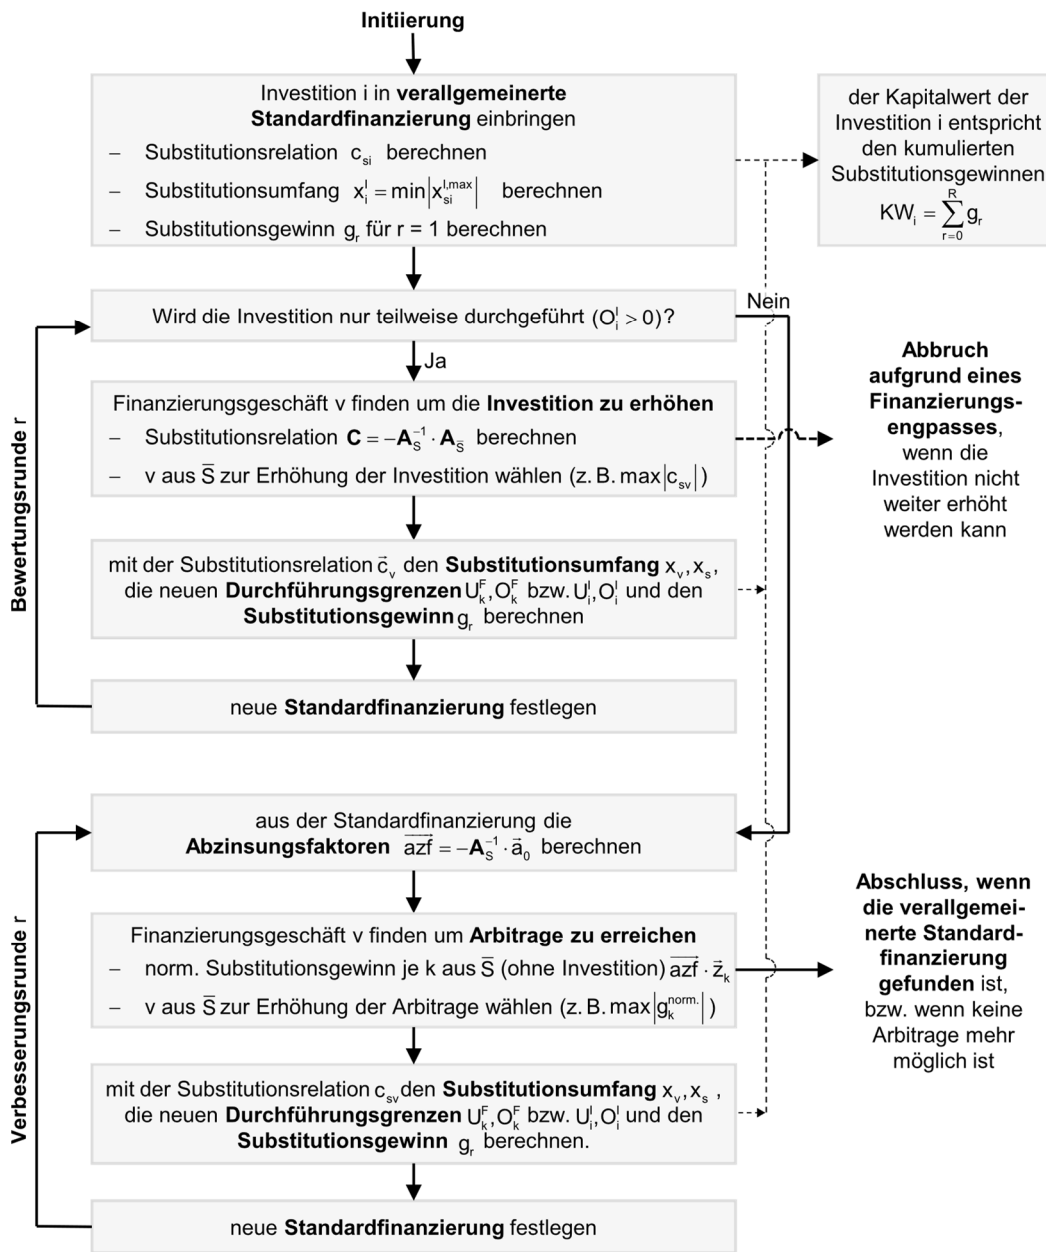 Initiierung
Investition i in verallgemeinerte
Standardfinanzierung einbringen
– Substitutionsrelation c_si berechnen
– Substitutionsumfang x_i^I = min|x_si^I,max| berechnen
– Substitutionsgewinn g_r für r = 1 berechnen
der Kapitalwert der
Investition i entspricht
den kumulierten
Substitutionsgewinnen
KW_i = ∑_{r=0}^{R} g_r
Wird die Investition nur teilweise durchgeführt (O_i^I > 0)?
Nein
Ja
Bewertungsrunde r
Finanzierungsgeschäft v finden um die Investition zu erhöhen
– Substitutionsrelation C = −A_S^−1 · A_S̅ berechnen
– v aus S̅ zur Erhöhung der Investition wählen (z. B. max|c_sv|)
Abbruch
aufgrund eines
Finanzierungs-
engpasses,
wenn die
Investition nicht
weiter erhöht
werden kann
mit der Substitutionsrelation c⃗_v den Substitutionsumfang x_v, x_s,
die neuen Durchführungsgrenzen U_k^F, O_k^F bzw. U_i^I, O_i^I und den
Substitutionsgewinn g_r berechnen
neue Standardfinanzierung festlegen
Verbesserungsrunde r
aus der Standardfinanzierung die
Abzinsungsfaktoren azf⃗ = −A_S^−1 · a⃗_0 berechnen
Finanzierungsgeschäft v finden um Arbitrage zu erreichen
– norm. Substitutionsgewinn je k aus S̅ (ohne Investition) azf⃗ · z⃗_k
– v aus S̅ zur Erhöhung der Arbitrage wählen (z. B. max|g_k^norm.|)
Abschluss, wenn
die verallgemei-
nerte Standard-
finanzierung
gefunden ist,
bzw. wenn keine
Arbitrage mehr
möglich ist
mit der Substitutionsrelation c_sv den Substitutionsumfang x_v, x_s ,
die neuen Durchführungsgrenzen U_k^F, O_k^F bzw. U_i^I, O_i^I und den
Substitutionsgewinn g_r berechnen.
neue Standardfinanzierung festlegen